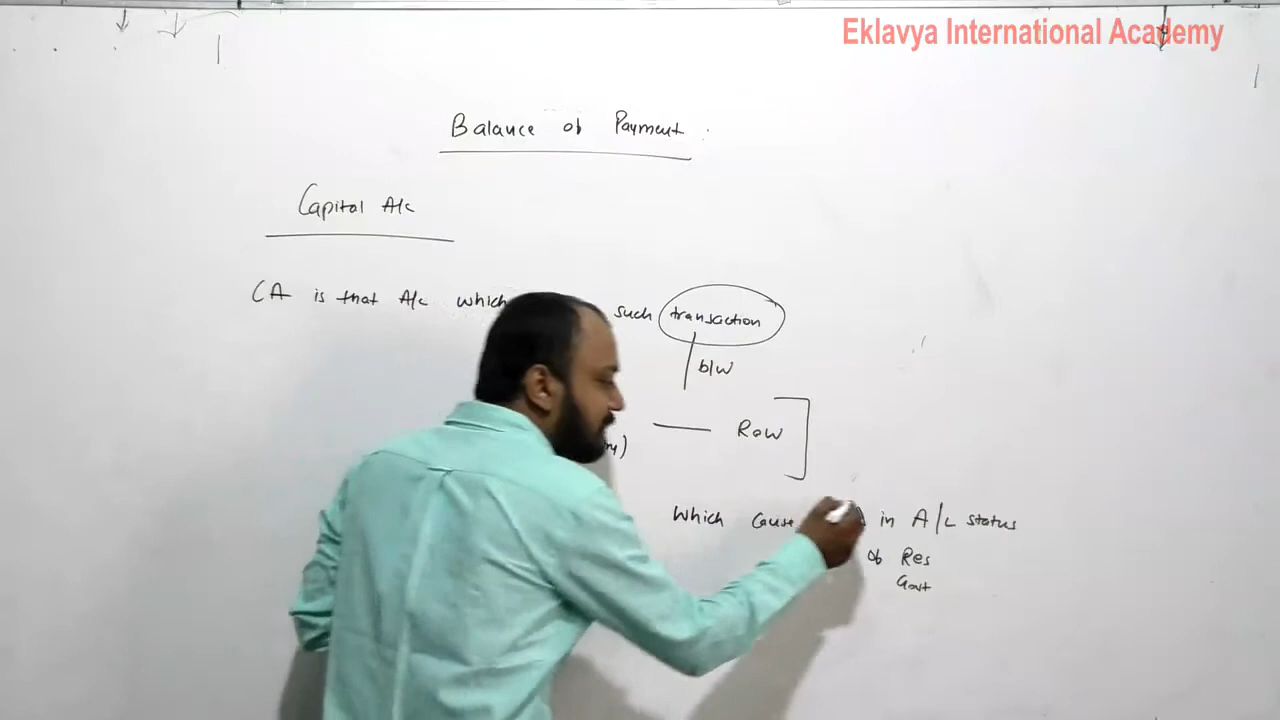 Eklavya International Academy
Balance of Payment
Capital A/c
CA is that A/c which such transaction
b/w
Row
which cause in A/c status
of Res
Govt